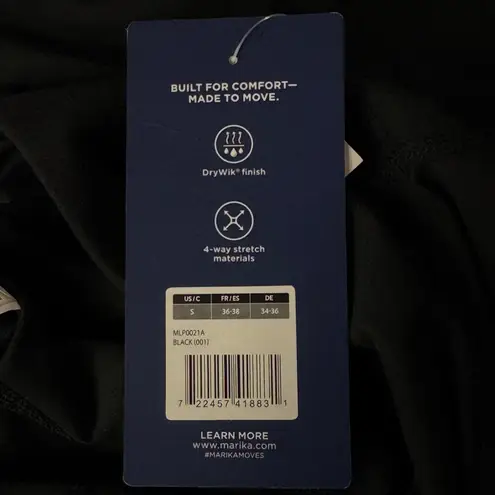 BUILT FOR COMFORT—
MADE TO MOVE.
DryWik® finish
4-way stretch
materials
US/C FR/ES DE
S 36-38 34-36
MLP0021A
BLACK (001)
7 22457 41883 1
LEARN MORE
www.marika.com
#MARIKAMOVES